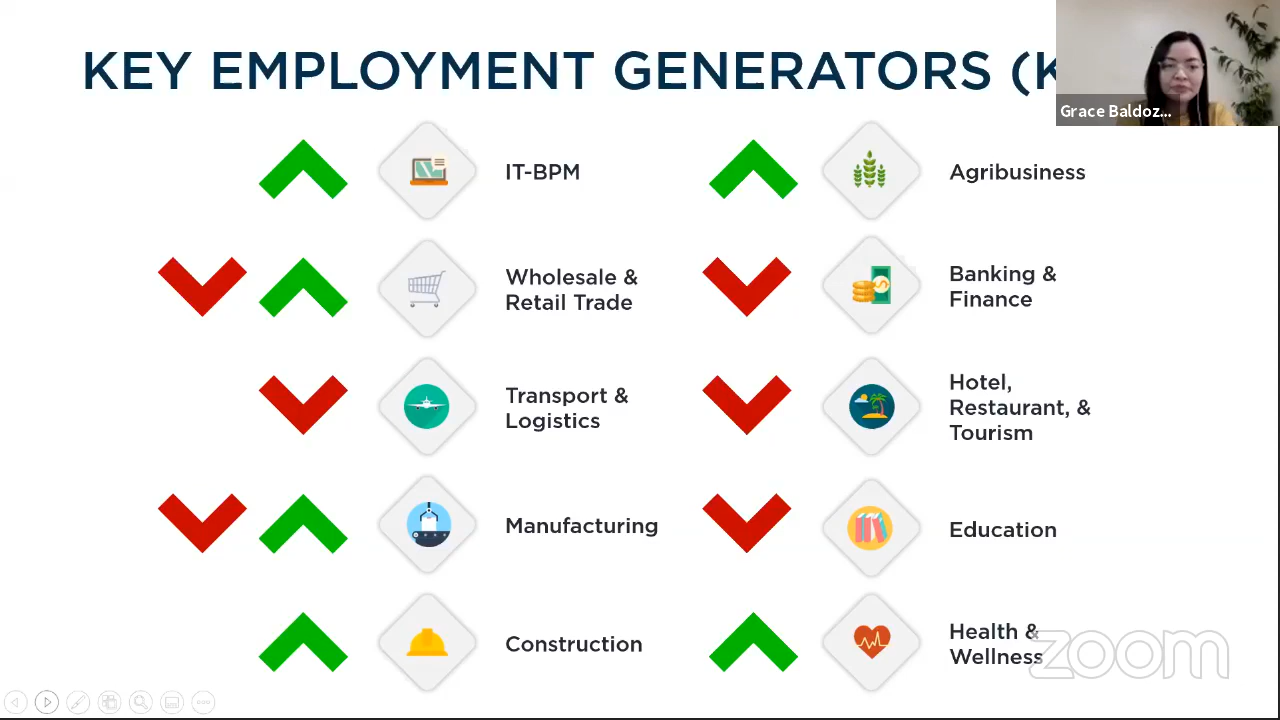 KEY EMPLOYMENT GENERATORS (K
Grace Baldoz...
IT-BPM
Wholesale &
Retail Trade
Transport &
Logistics
Manufacturing
Construction
Agribusiness
Banking &
Finance
Hotel,
Restaurant, &
Tourism
Education
Health &
Wellness
zoom